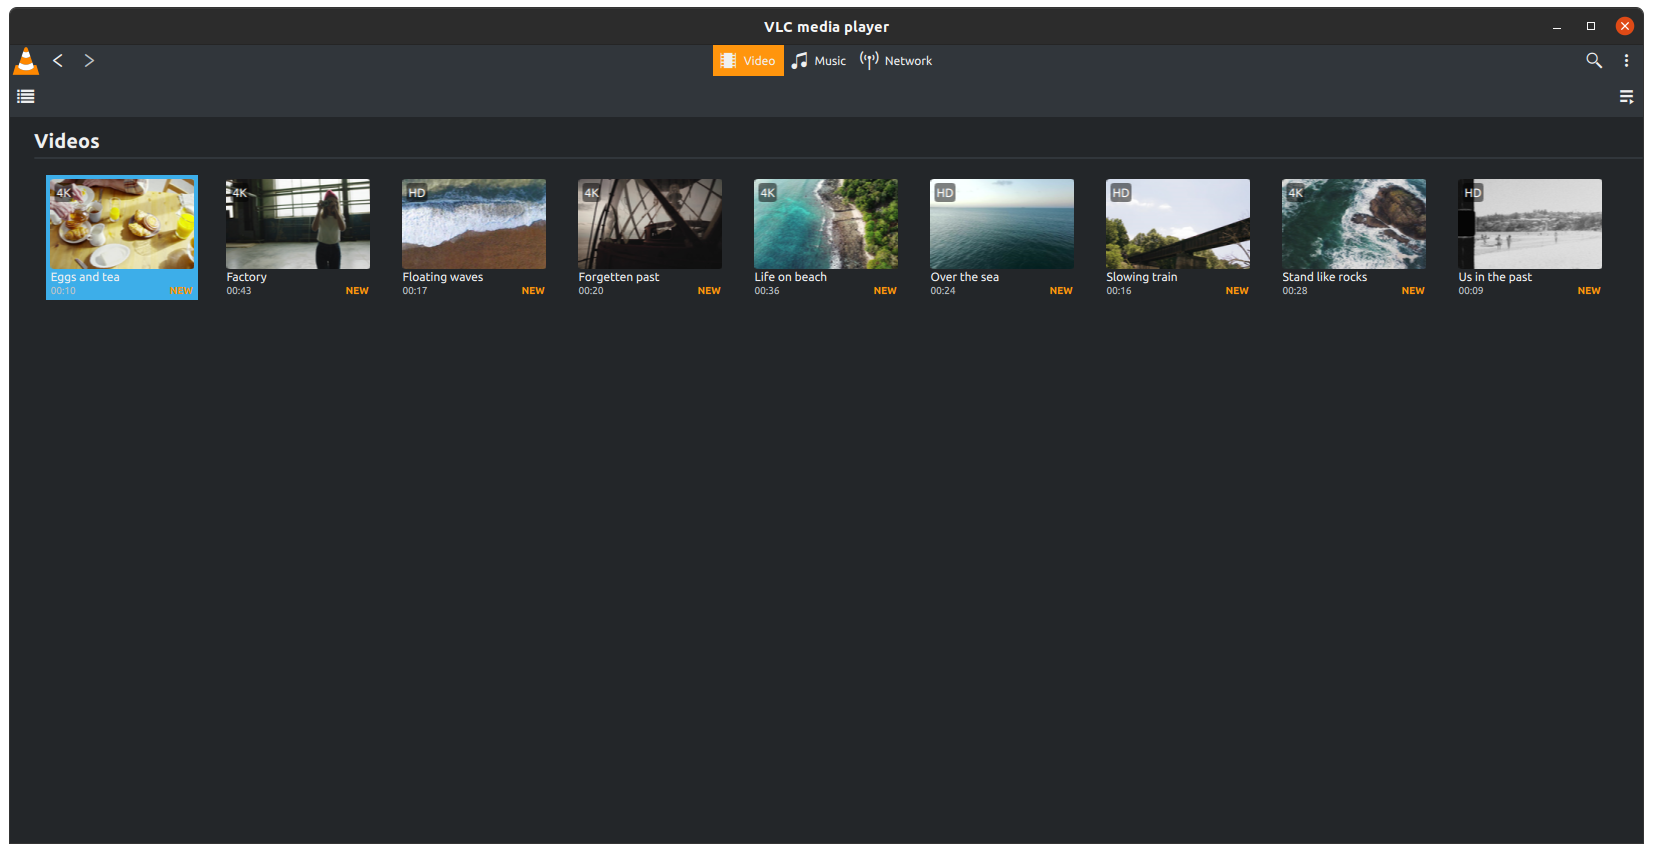 VLC media player
Video Music Network
Videos
4K 4K HD 4K 4K HD HD 4K HD
Eggs and tea Factory Floating waves Forgetten past Life on beach Over the sea Slowing train Stand like rocks Us in the past
00:10 NEW 00:43 NEW 00:17 NEW 00:20 NEW 00:36 NEW 00:24 NEW 00:16 NEW 00:28 NEW 00:09 NEW